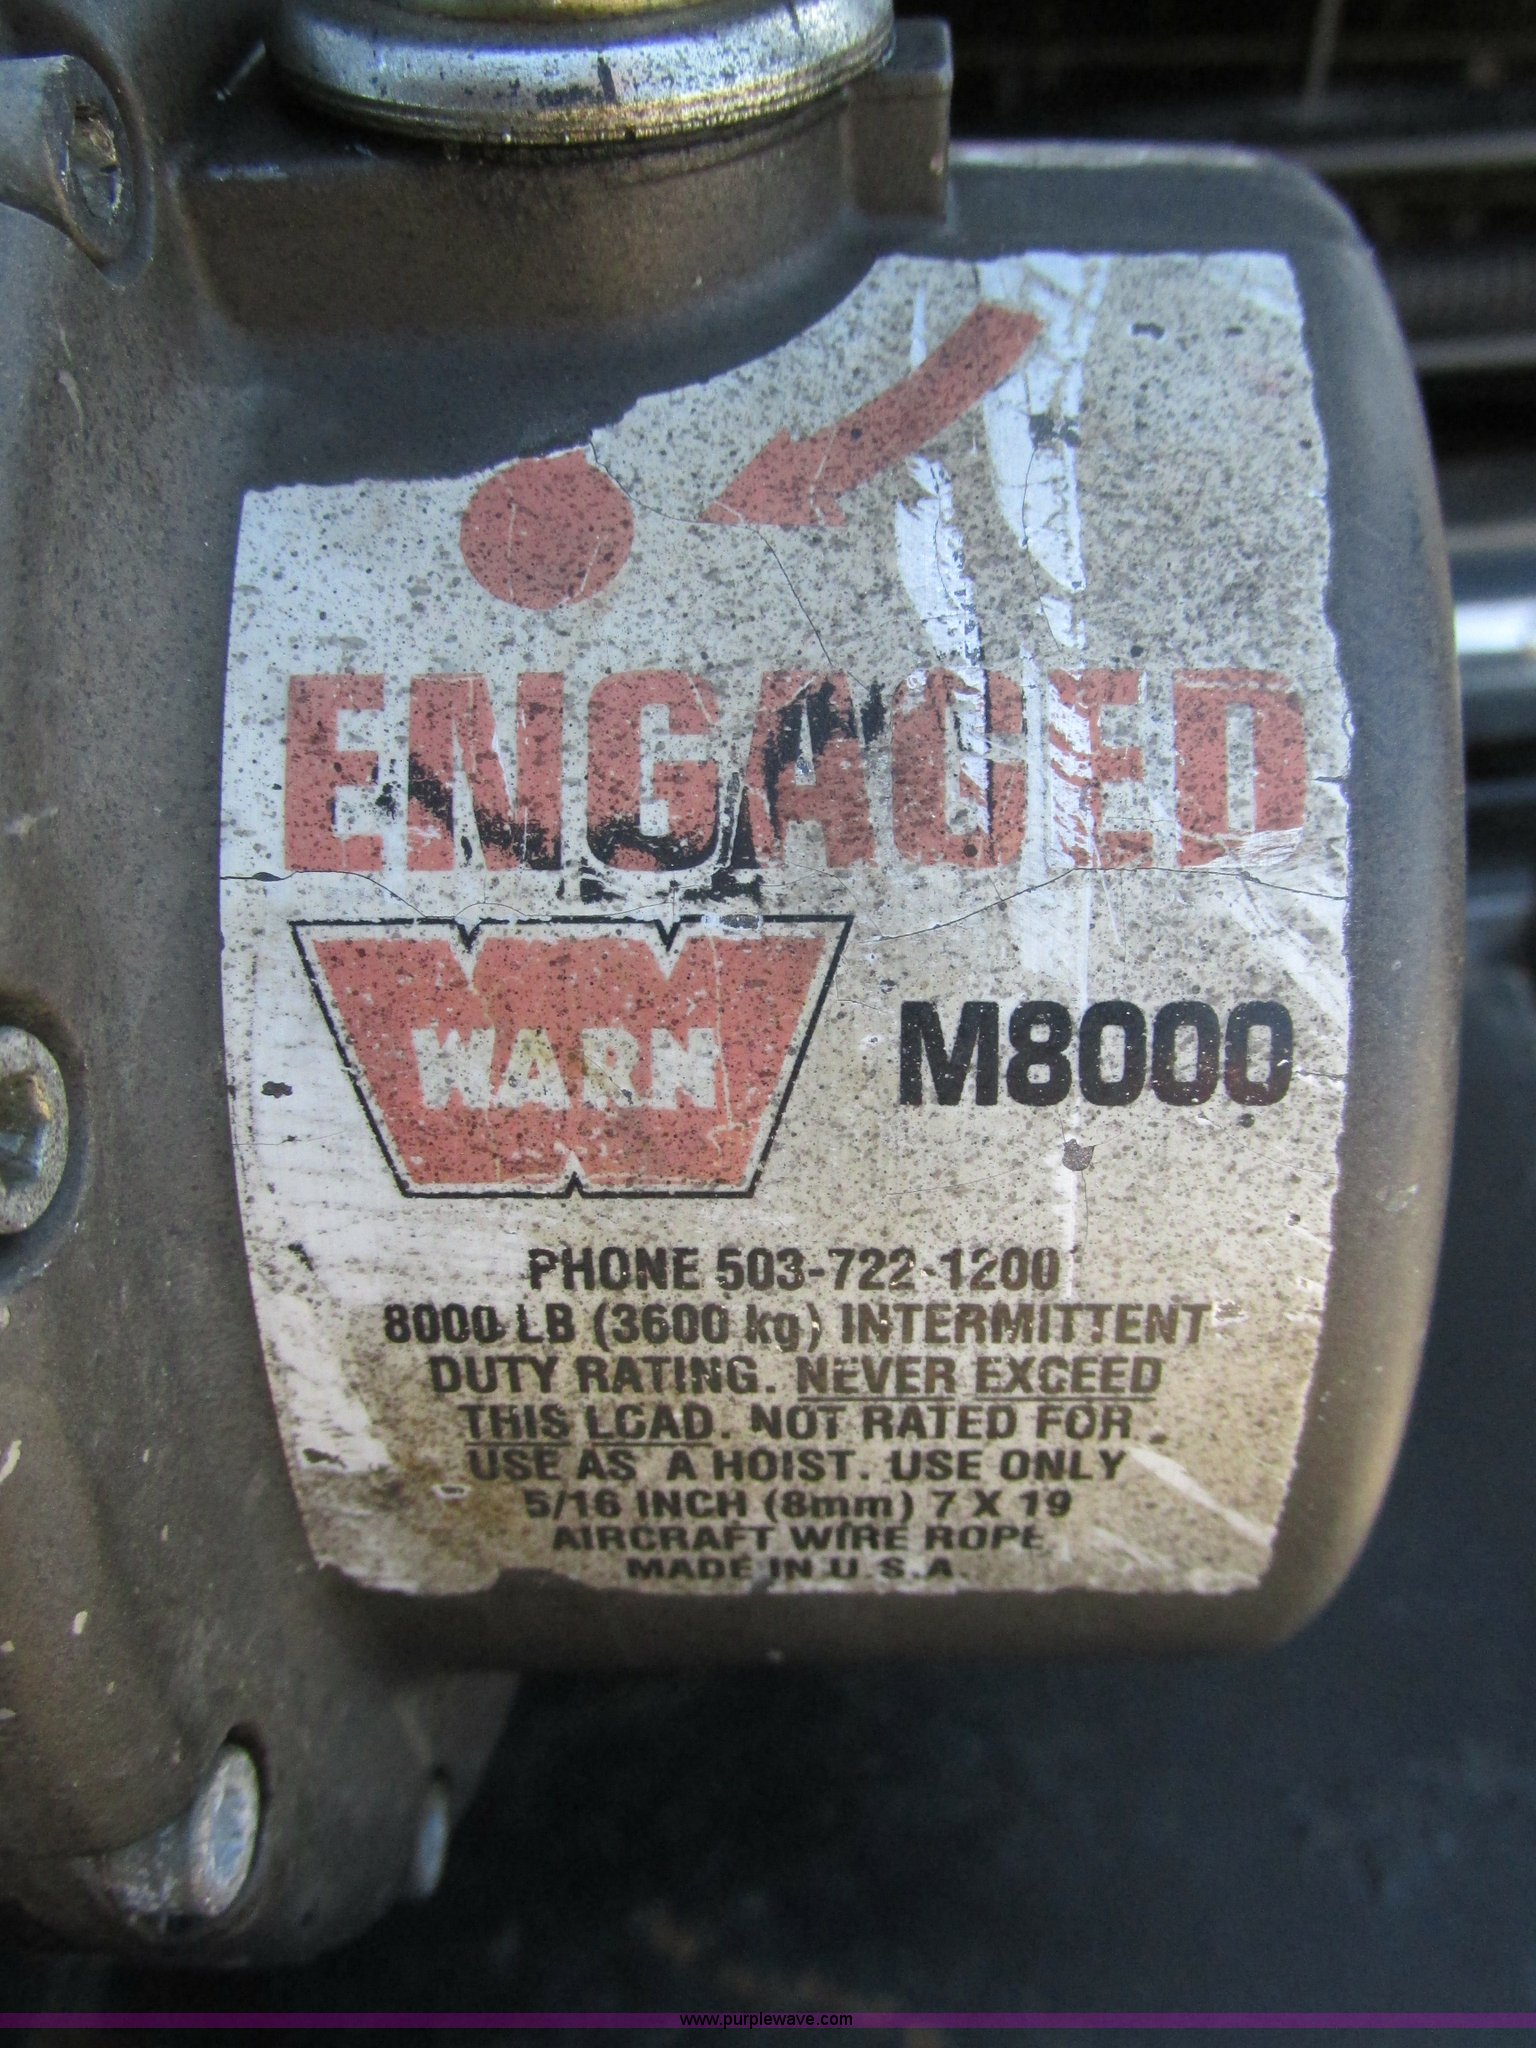 ENGAGED
WARN
M8000
PHONE 503-722-1200
8000 LB (3600 kg) INTERMITTENT
DUTY RATING. NEVER EXCEED
THIS LOAD. NOT RATED FOR
USE AS A HOIST. USE ONLY
5/16 INCH (8mm) 7 X 19
AIRCRAFT WIRE ROPE
MADE IN U.S.A.
www.purplewave.com